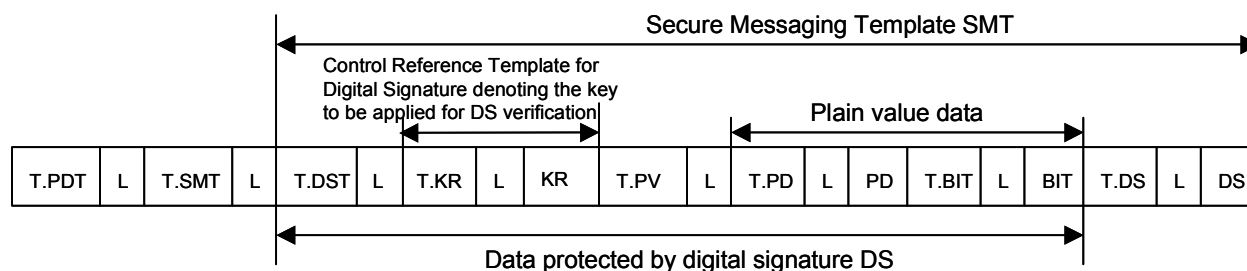 Secure Messaging Template SMT
Control Reference Template for
Digital Signature denoting the key
to be applied for DS verification
Plain value data
T.PDT L T.SMT L T.DST L T.KR L KR T.PV L T.PD L PD T.BIT L BIT T.DS L DS
Data protected by digital signature DS